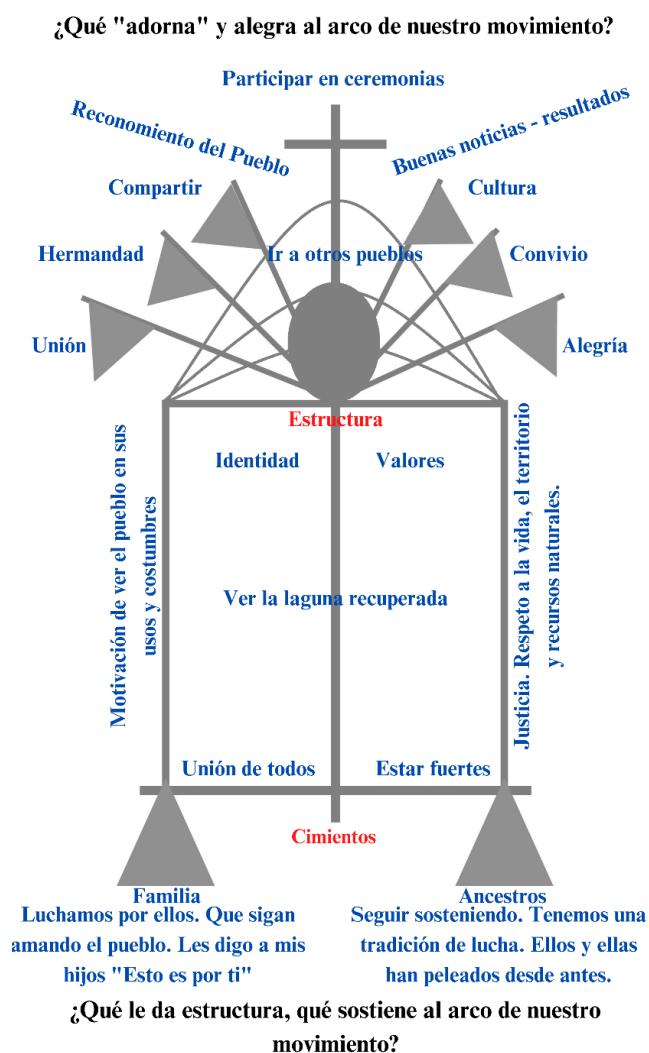 ¿Qué "adorna" y alegra al arco de nuestro movimiento?
Participar en ceremonias
Reconomiento del Pueblo
Buenas noticias - resultados
Compartir
Cultura
Hermandad
Ir a otros pueblos
Convivio
Unión
Alegría
Estructura
Identidad
Valores
Motivación de ver el pueblo en sus
usos y costumbres
Justicia. Respeto a la vida, el territorio
y recursos naturales.
Ver la laguna recuperada
Unión de todos
Estar fuertes
Cimientos
Familia
Luchamos por ellos. Que sigan
amando el pueblo. Les digo a mis
hijos "Esto es por ti"
Ancestros
Seguir sosteniendo. Tenemos una
tradición de lucha. Ellos y ellas
han peleados desde antes.
¿Qué le da estructura, qué sostiene al arco de nuestro
movimiento?